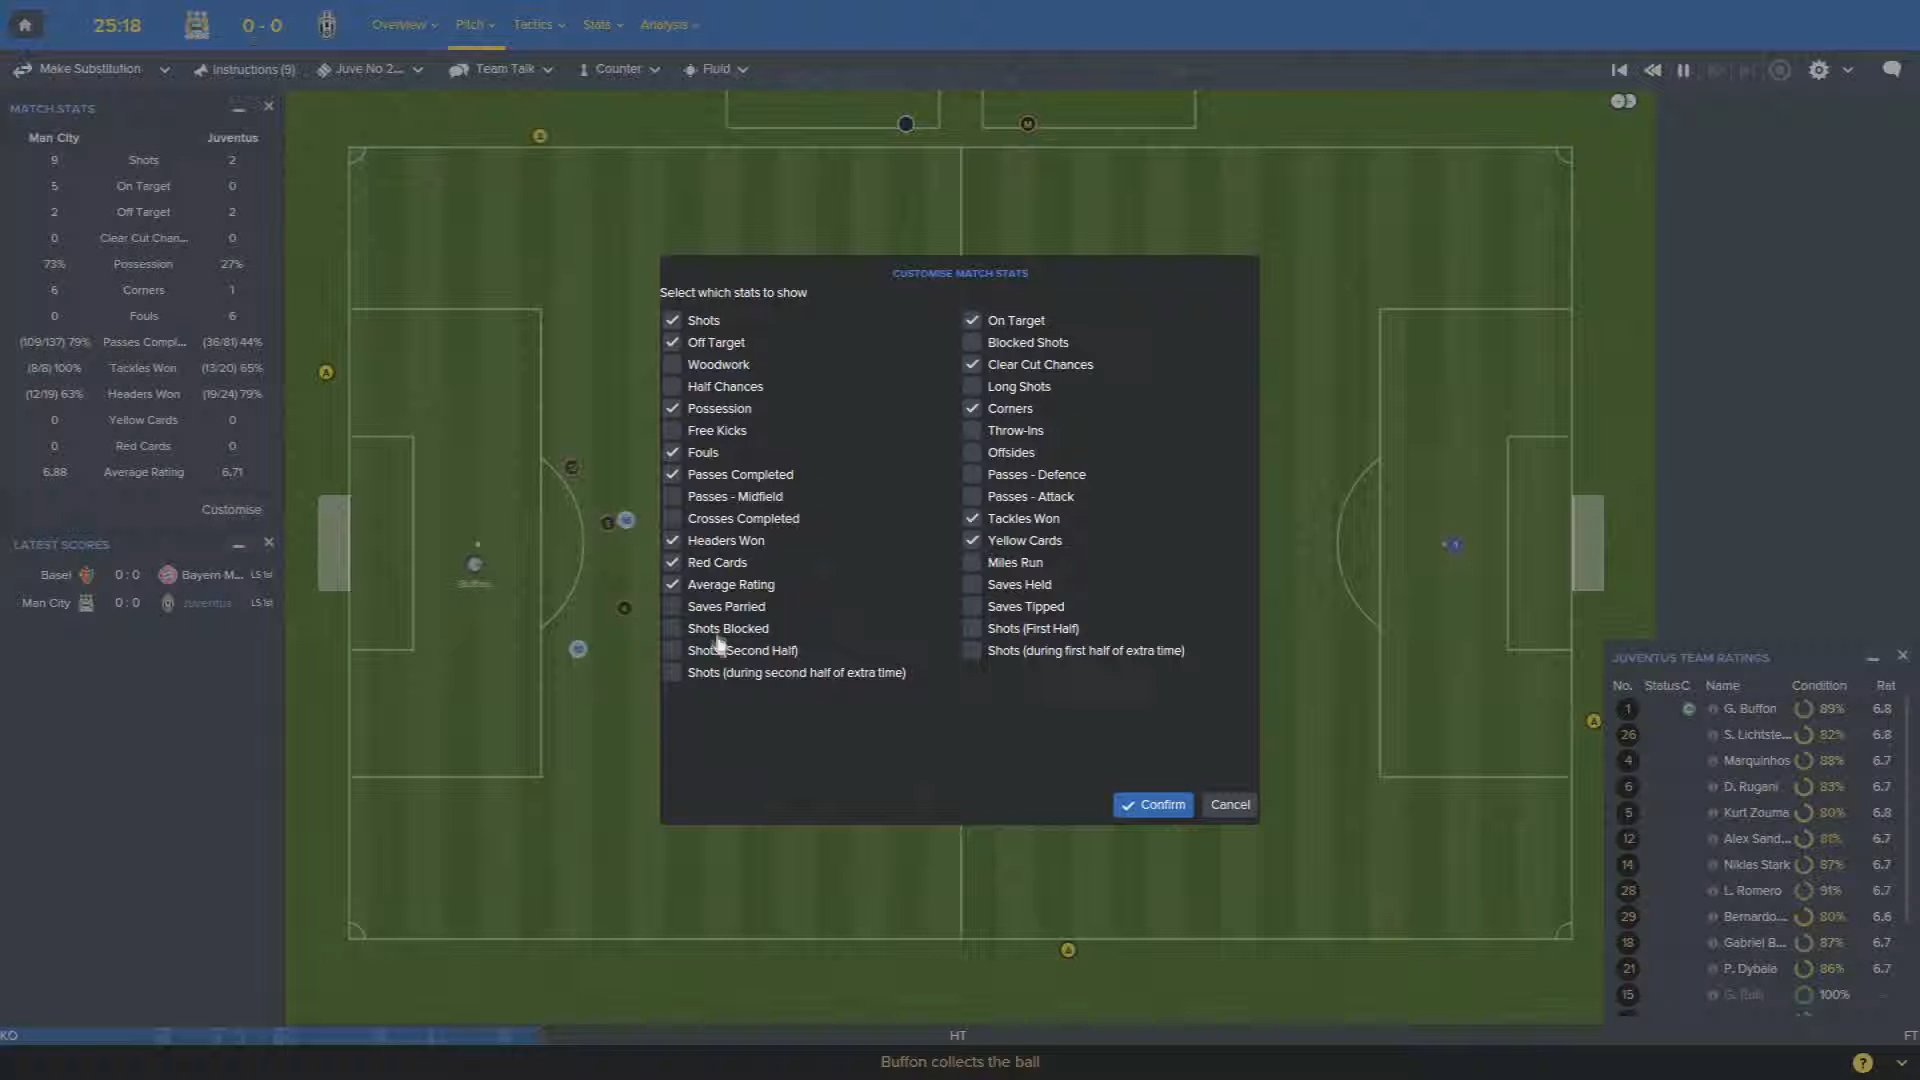 25:18 0 - 0 Overview Pitch Tactics Stats Analysis
Make Substitution Instructions (9) Juve No 2... Team Talk Counter Fluid
MATCH STATS
Man City Juventus
9 Shots 2
5 On Target 0
2 Off Target 2
0 Clear Cut Chan... 0
73% Possession 27%
6 Corners 1
0 Fouls 6
(109/137) 79% Passes Compl... (36/81) 44%
(8/8) 100% Tackles Won (13/20) 65%
(12/19) 63% Headers Won (19/24) 79%
0 Yellow Cards 0
0 Red Cards 0
6.88 Average Rating 6.71
Customise
LATEST SCORES
Basel 0 : 0 Bayern M... LS 1st
Man City 0 : 0 Juventus LS 1st
M
A
A
A
Buffon
CUSTOMISE MATCH STATS
Select which stats to show
Shots On Target
Off Target Blocked Shots
Woodwork Clear Cut Chances
Half Chances Long Shots
Possession Corners
Free Kicks Throw-Ins
Fouls Offsides
Passes Completed Passes - Defence
Passes - Midfield Passes - Attack
Crosses Completed Tackles Won
Headers Won Yellow Cards
Red Cards Miles Run
Average Rating Saves Held
Saves Parried Saves Tipped
Shots Blocked Shots (First Half)
Shots (Second Half) Shots (during first half of extra time)
Shots (during second half of extra time)
Confirm Cancel
JUVENTUS TEAM RATINGS
No. Status C Name Condition Rat
1 G. Buffon 89% 6.8
26 S. Lichtste... 82% 6.8
4 Marquinhos 88% 6.7
6 D. Rugani 83% 6.7
5 Kurt Zouma 80% 6.8
12 Alex Sand... 81% 6.7
14 Niklas Stark 87% 6.7
28 L. Romero 91% 6.7
29 Bernardo... 80% 6.6
18 Gabriel B... 87% 6.7
21 P. Dybala 86% 6.7
15 100% -
KO HT FT
Buffon collects the ball ?